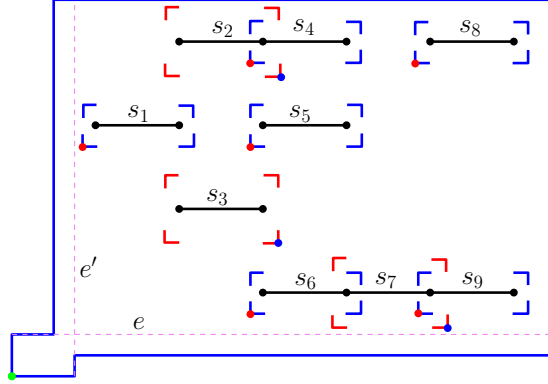 s₂ s₄ s₈
s₁ s₅
s₃
e′ s₆ s₇ s₉
e